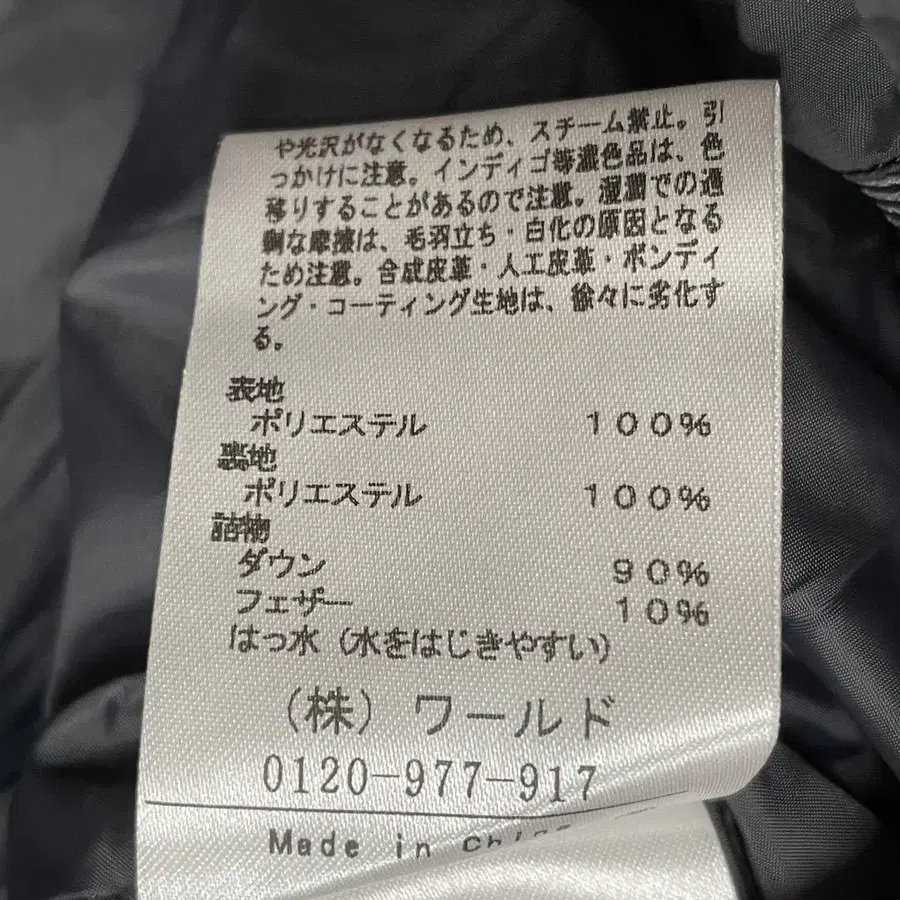 や光沢がなくなるため、スチーム禁止。引
っかけに注意。インディゴ等濃色品は、色
移りすることがあるので注意。湿潤での過
剰な摩擦は、毛羽立ち・白化の原因となる
ため注意。合成皮革・人工皮革・ボンディ
ング・コーティング生地は、徐々に劣化す
る。
表地
ポリエステル 100%
裏地
ポリエステル 100%
詰物
ダウン 90%
フェザー 10%
はっ水(水をはじきやすい)
(株)ワールド
0120-977-917
Made in China